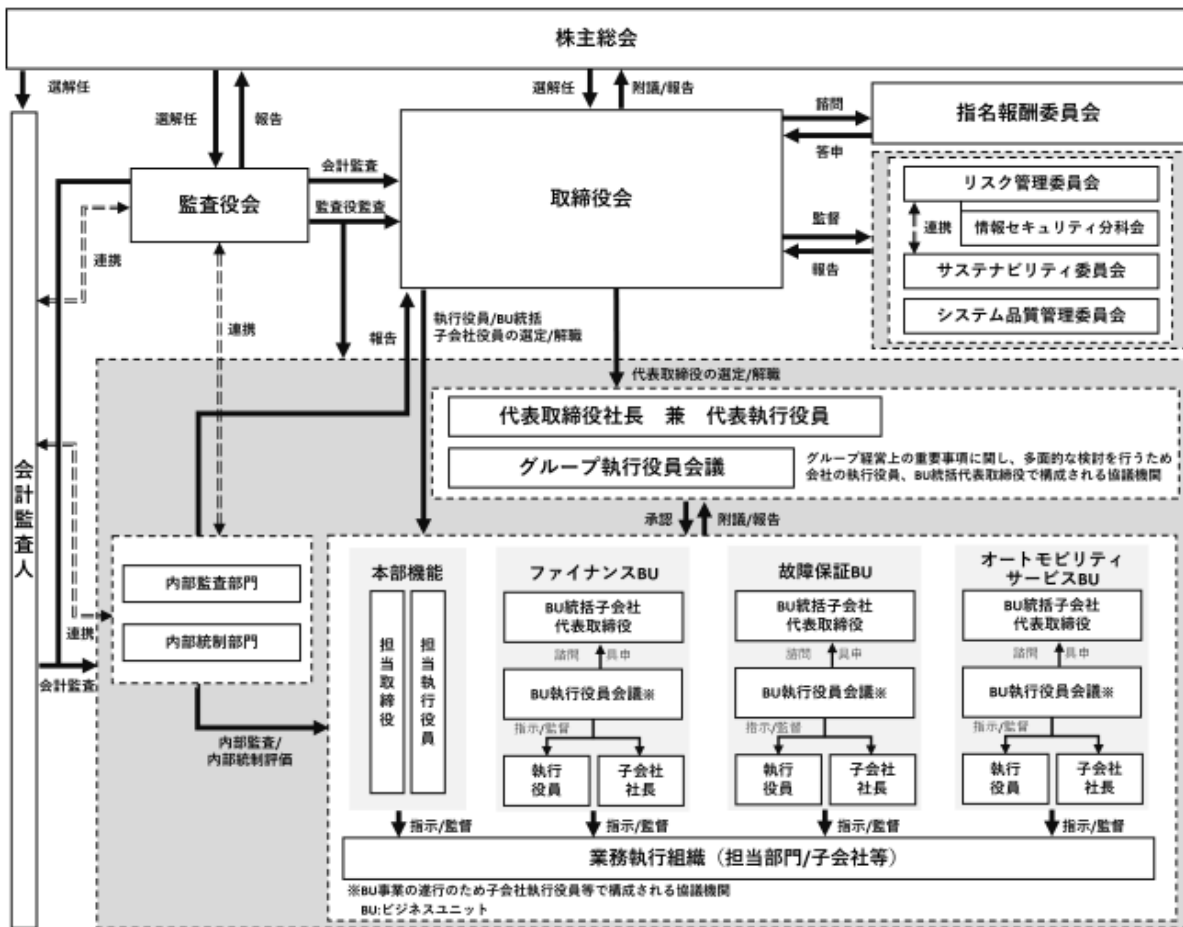 株主総会
選解任
選解任
報告
選解任
附議/報告
諮問
答申
指名報酬委員会
監査役会
会計監査
監査役監査
取締役会
監督
報告
リスク管理委員会
連携
情報セキュリティ分科会
サステナビリティ委員会
システム品質管理委員会
連携
連携
報告
執行役員/BU統括
子会社役員の選定/解職
代表取締役の選定/解職
代表取締役社長 兼 代表執行役員
グループ執行役員会議
グループ経営上の重要事項に関し、多面的な検討を行うため
会社の執行役員、BU統括代表取締役で構成される協議機関
承認
附議/報告
会計監査人
連携
会計監査
内部監査部門
内部統制部門
内部監査/
内部統制評価
本部機能
担当取締役
担当執行役員
ファイナンスBU
BU統括子会社
代表取締役
諮問
具申
BU執行役員会議※
指示/監督
執行
役員
子会社
社長
故障保証BU
BU統括子会社
代表取締役
諮問
具申
BU執行役員会議※
指示/監督
執行
役員
子会社
社長
オートモビリティ
サービスBU
BU統括子会社
代表取締役
諮問
具申
BU執行役員会議※
指示/監督
執行
役員
子会社
社長
指示/監督
指示/監督
指示/監督
指示/監督
業務執行組織（担当部門/子会社等）
※BU事業の遂行のため子会社執行役員等で構成される協議機関
BU:ビジネスユニット